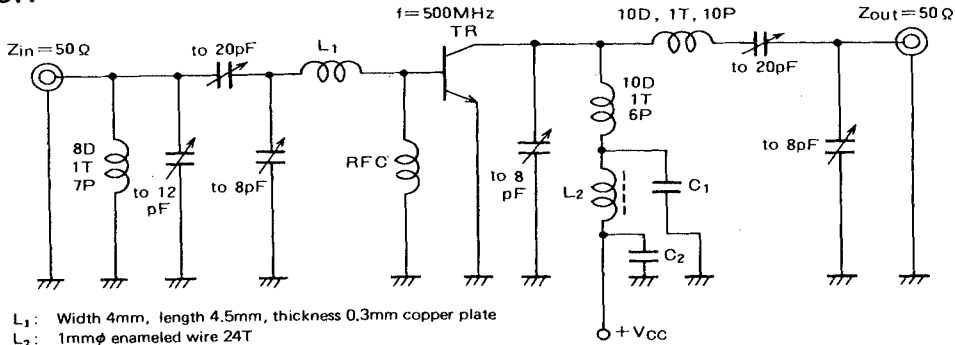 f=500MHz
TR
10D, 1T, 10P
Zout=50Ω
Zin=50Ω
to 20pF
L₁
to 20pF
8D
1T
7P
to 12
pF
to 8pF
RFC
to 8
pF
10D
1T
6P
L₂
C₁
C₂
to 8pF
+VCC
L₁: Width 4mm, length 4.5mm, thickness 0.3mm copper plate
L₂: 1mmφ enameled wire 24T